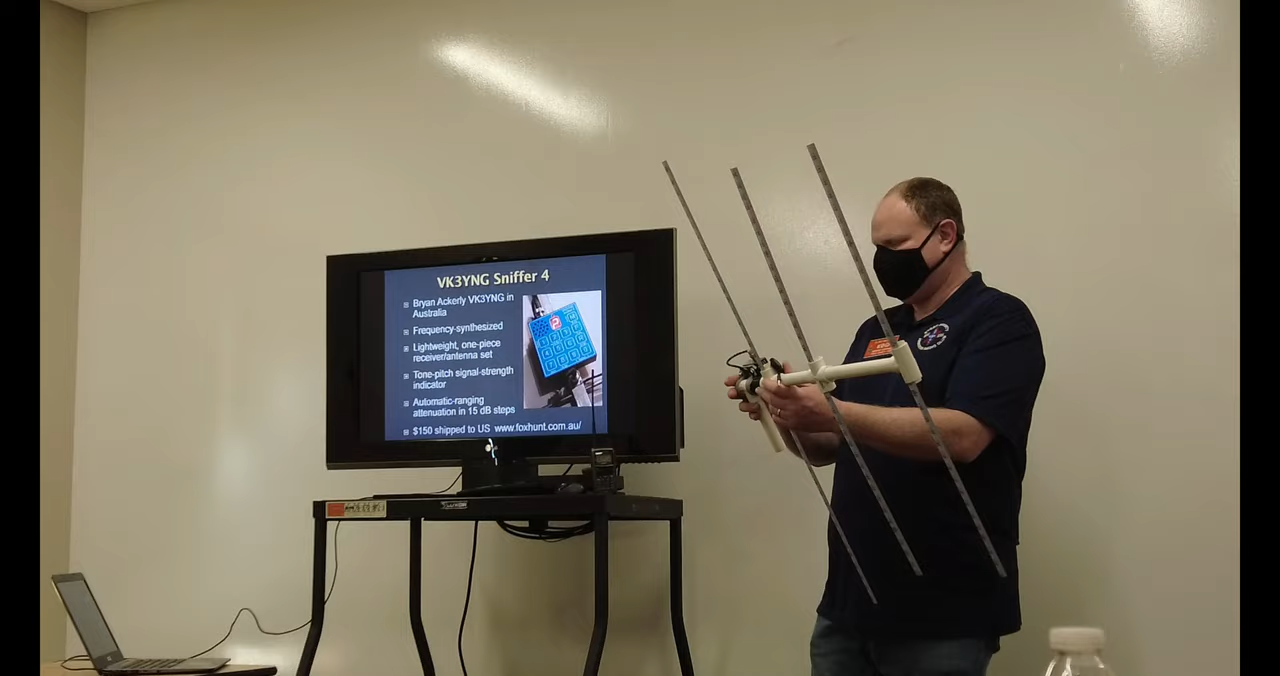 VK3YNG Sniffer 4
Bryan Ackerly VK3YNG in
Australia
Frequency-synthesized
Lightweight, one-piece
receiver/antenna set
Tone-pitch signal-strength
indicator
Automatic-ranging
attenuation in 15 dB steps
$150 shipped to US www.foxhunt.com.au/